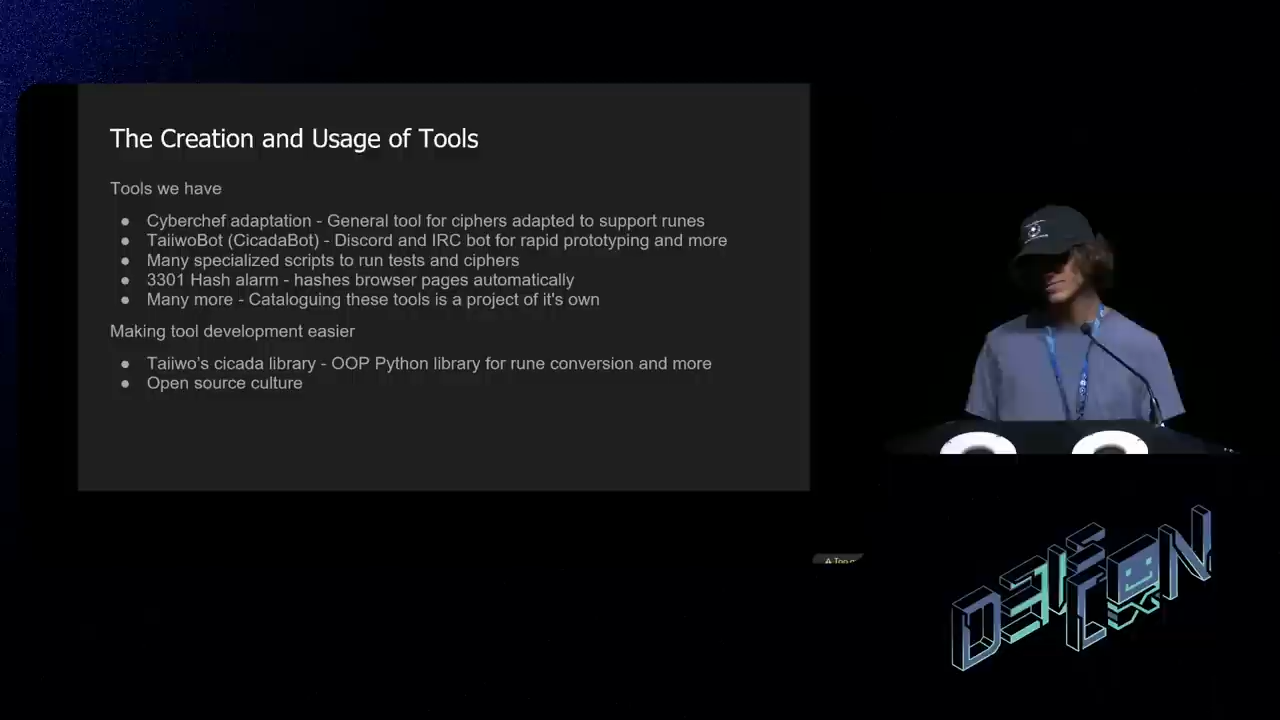 The Creation and Usage of Tools
Tools we have
● Cyberchef adaptation - General tool for ciphers adapted to support runes
● TaiiwoBot (CicadaBot) - Discord and IRC bot for rapid prototyping and more
● Many specialized scripts to run tests and ciphers
● 3301 Hash alarm - hashes browser pages automatically
● Many more - Cataloguing these tools is a project of it's own
Making tool development easier
● Taiiwo’s cicada library - OOP Python library for rune conversion and more
● Open source culture
DEF
CON